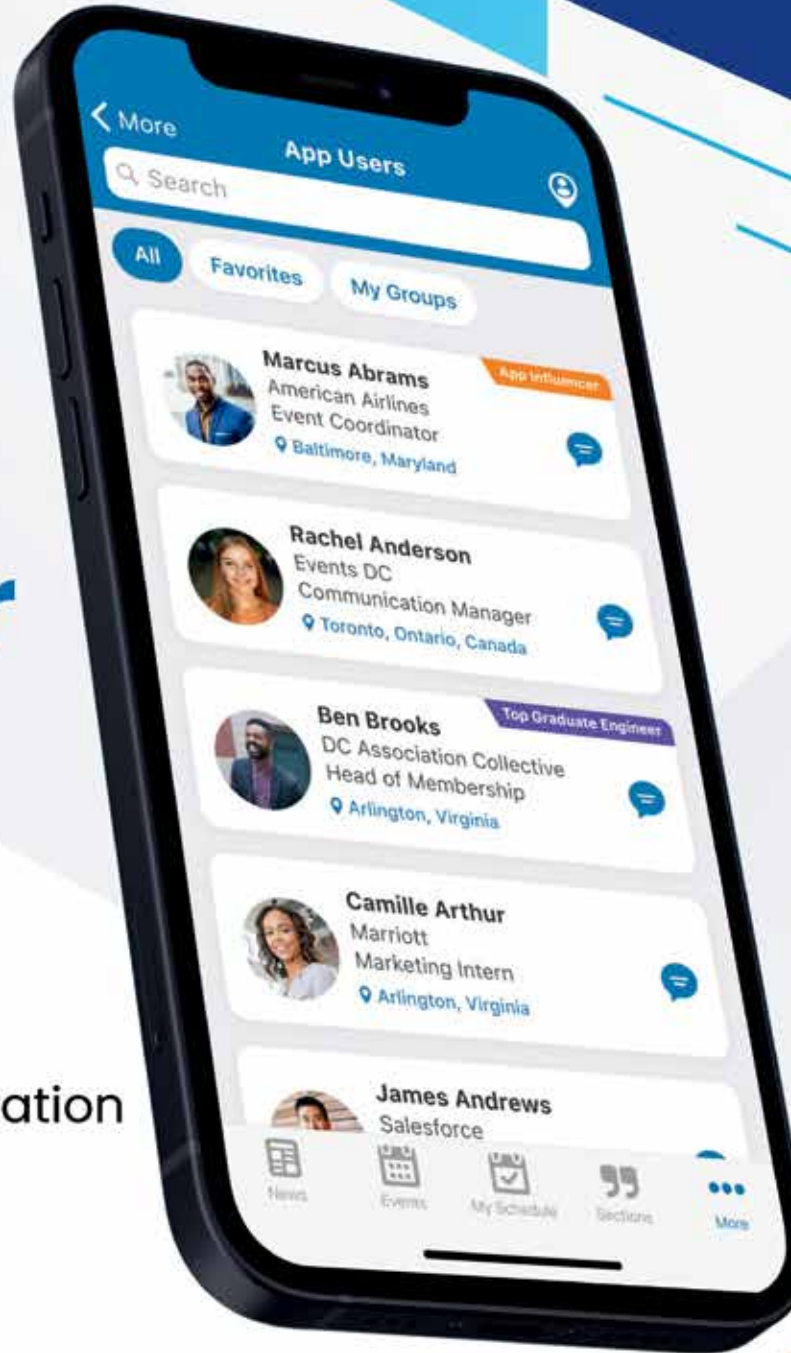 More
App Users
Search
All
Favorites
My Groups
Marcus Abrams
App Influencer
American Airlines
Event Coordinator
Baltimore, Maryland
Rachel Anderson
Events DC
Communication Manager
Toronto, Ontario, Canada
Ben Brooks
Top Graduate Engineer
DC Association Collective
Head of Membership
Arlington, Virginia
Camille Arthur
Marriott
Marketing Intern
Arlington, Virginia
James Andrews
Salesforce
ation
News
Events
My Schedule
Sections
More